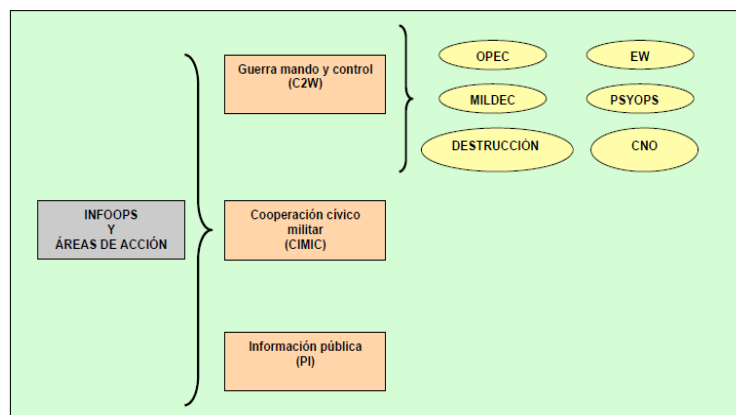 Guerra mando y control
(C2W)
OPEC
EW
MILDEC
PSYOPS
DESTRUCCIÓN
CNO
INFOOPS
Y
ÁREAS DE ACCIÓN
Cooperación cívico
militar
(CIMIC)
Información pública
(PI)